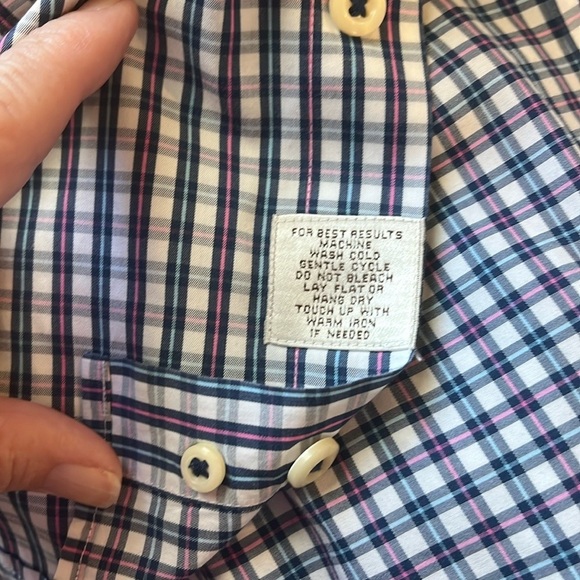 FOR BEST RESULTS
MACHINE
WASH COLD
GENTLE CYCLE
DO NOT BLEACH
LAY FLAT OR
HANG DRY
TOUCH UP WITH
WARM IRON
IF NEEDED